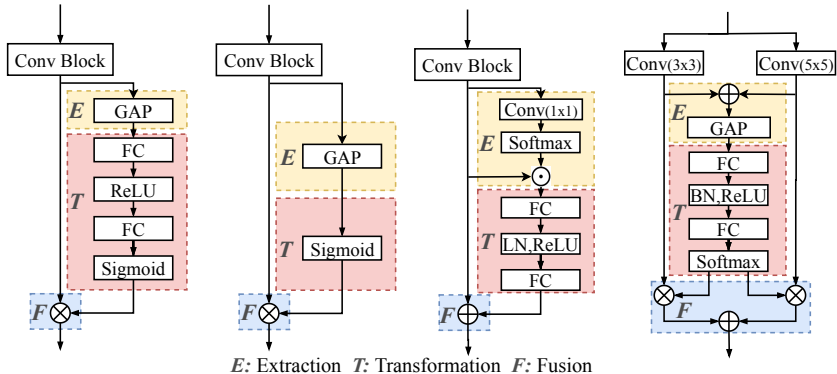 Conv Block
E
GAP
T
FC
ReLU
FC
Sigmoid
F
Conv Block
E
GAP
T
Sigmoid
F
Conv Block
Conv(1x1)
E
Softmax
FC
T
LN,ReLU
FC
F
Conv(3x3)
Conv(5x5)
E
GAP
FC
T
BN,ReLU
FC
Softmax
F
E: Extraction T: Transformation F: Fusion